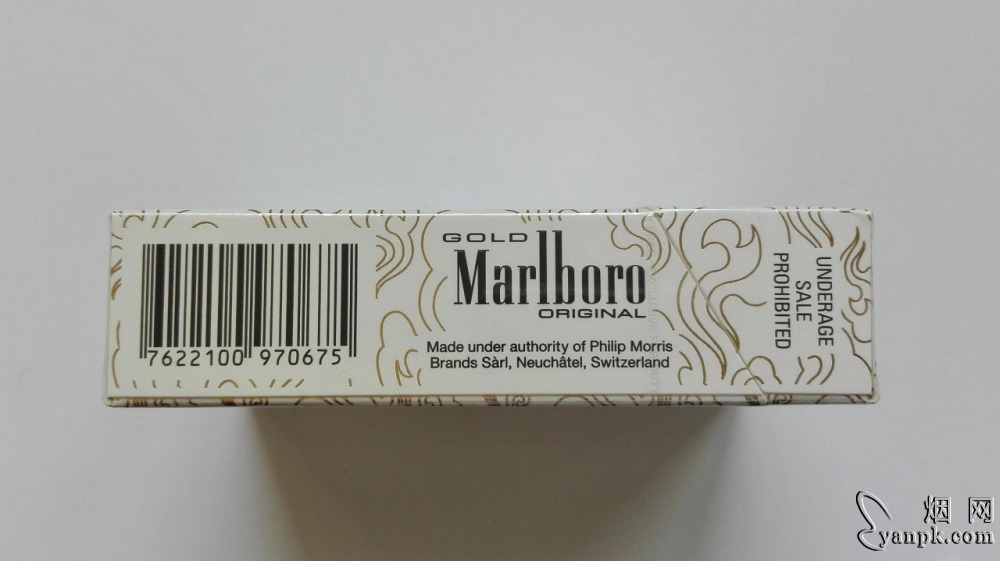 GOLD
Marlboro
ORIGINAL
Made under authority of Philip Morris
Brands Sàrl, Neuchâtel, Switzerland
7622100 970675
UNDERAGE
SALE
PROHIBITED
烟网
yanpk.com